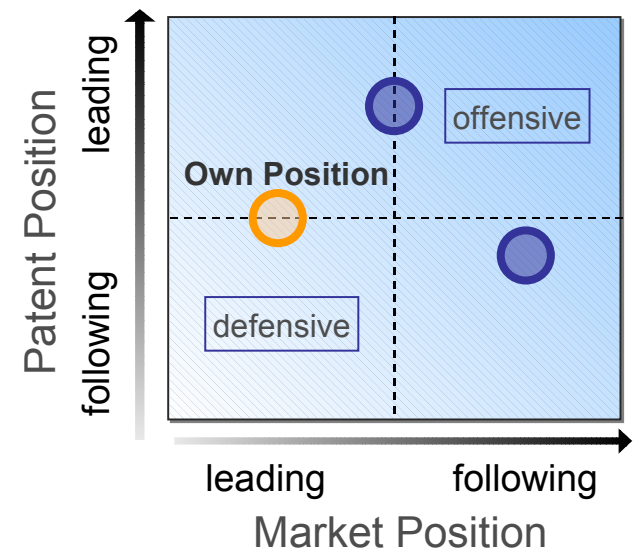 Patent Position
leading
following
offensive
Own Position
defensive
leading
following
Market Position